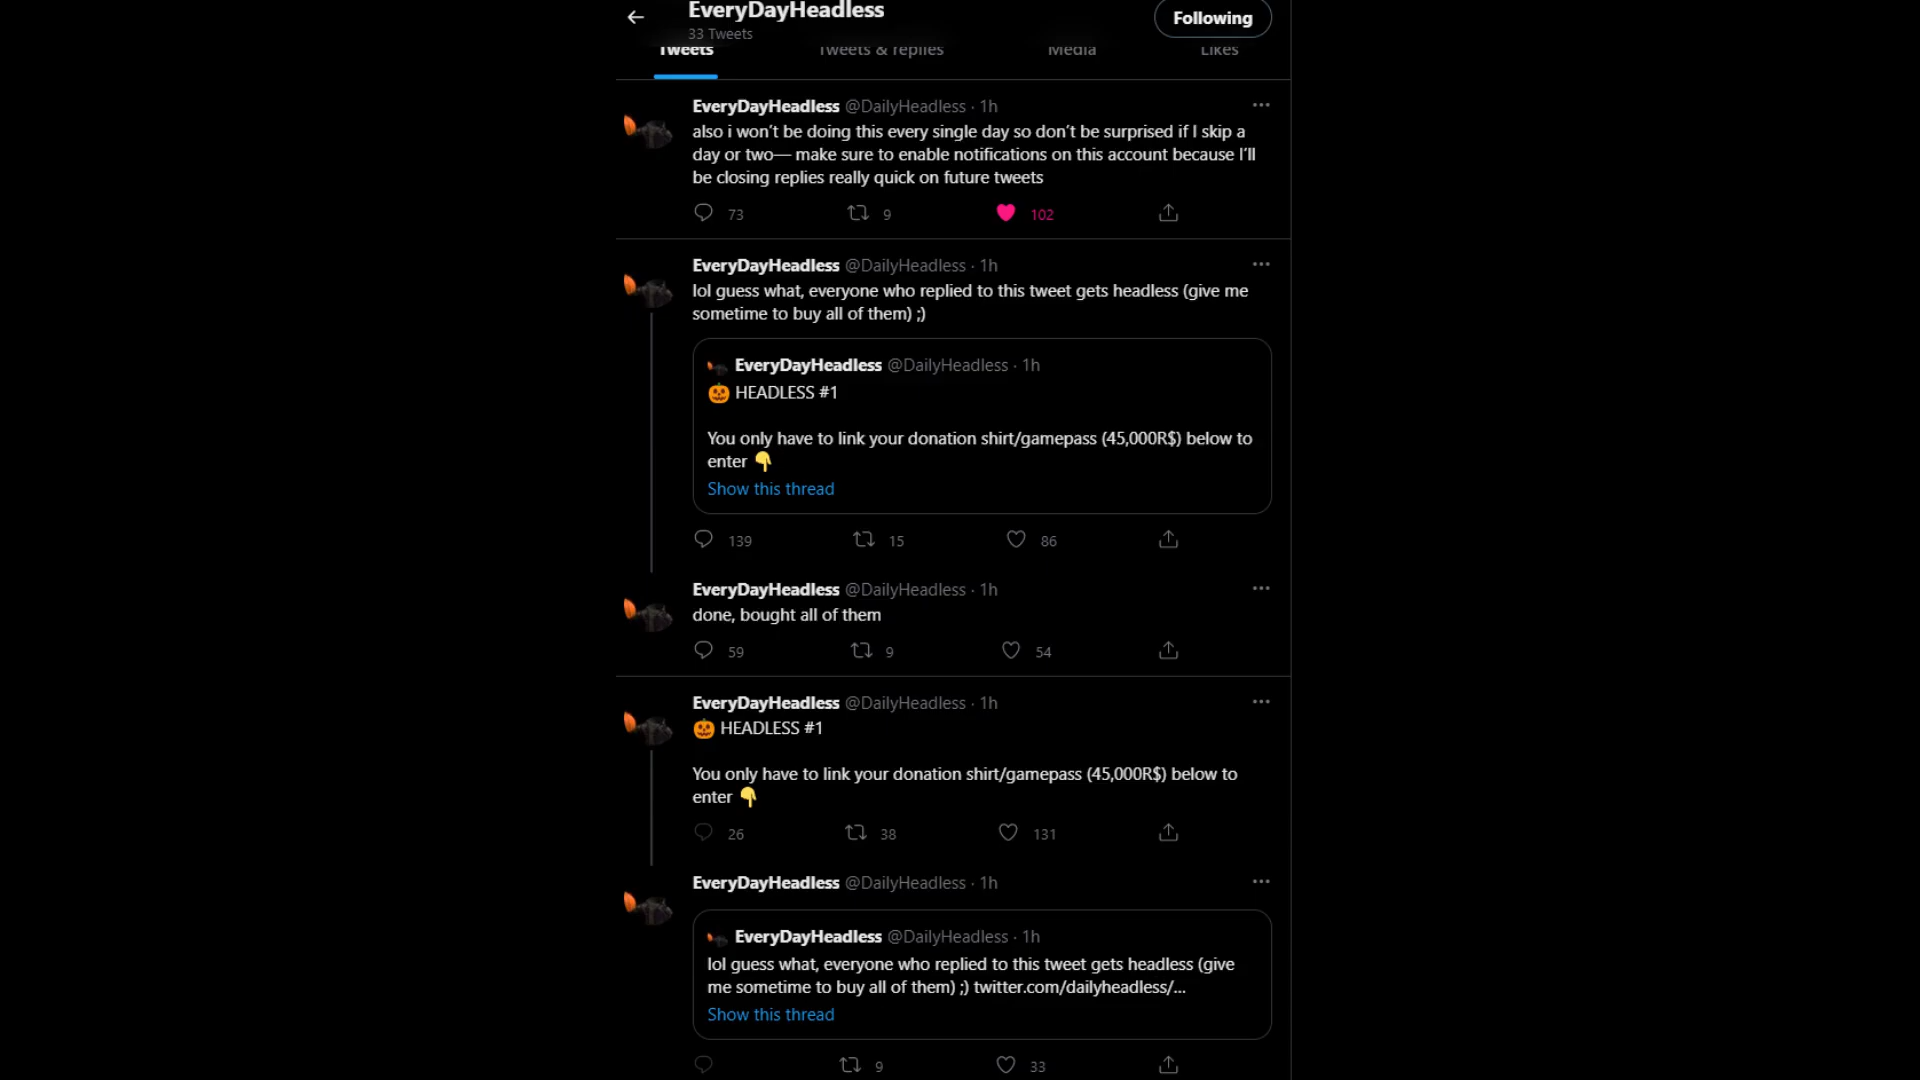 EveryDayHeadless
33 Tweets
Following
Tweets
Tweets & replies
Media
Likes
EveryDayHeadless @DailyHeadless · 1h
also i won't be doing this every single day so don't be surprised if I skip a
day or two— make sure to enable notifications on this account because I'll
be closing replies really quick on future tweets
73 9 102
EveryDayHeadless @DailyHeadless · 1h
lol guess what, everyone who replied to this tweet gets headless (give me
sometime to buy all of them) ;)
EveryDayHeadless @DailyHeadless · 1h
🎃 HEADLESS #1
You only have to link your donation shirt/gamepass (45,000R$) below to
enter 👇
Show this thread
139 15 86
EveryDayHeadless @DailyHeadless · 1h
done, bought all of them
59 9 54
EveryDayHeadless @DailyHeadless · 1h
🎃 HEADLESS #1
You only have to link your donation shirt/gamepass (45,000R$) below to
enter 👇
26 38 131
EveryDayHeadless @DailyHeadless · 1h
EveryDayHeadless @DailyHeadless · 1h
lol guess what, everyone who replied to this tweet gets headless (give
me sometime to buy all of them) ;) twitter.com/dailyheadless/...
Show this thread
9 33